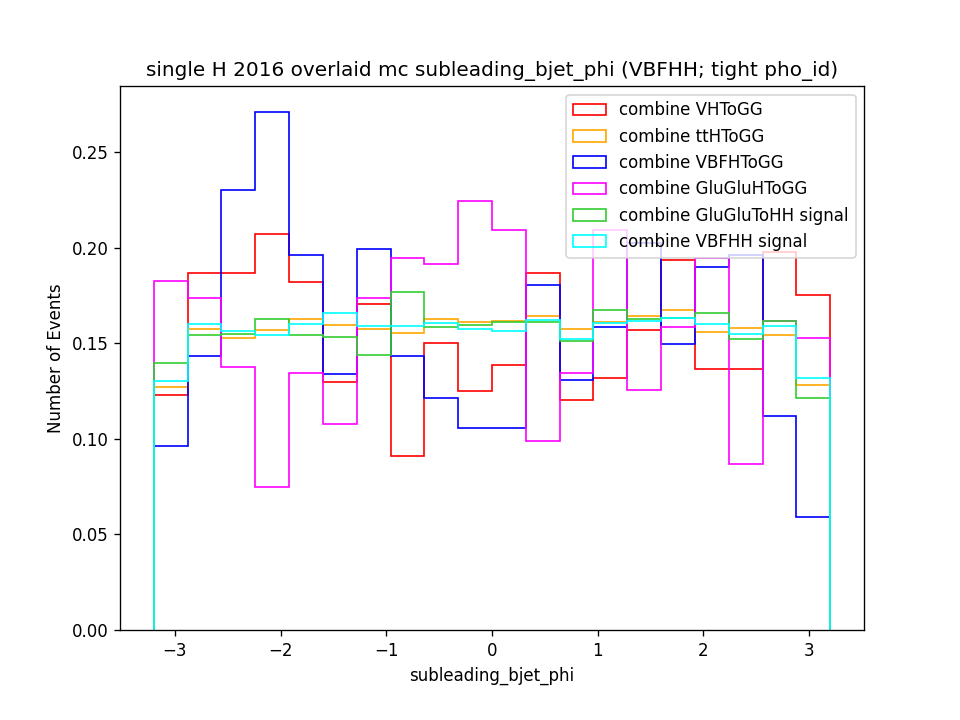 single H 2016 overlaid mc subleading_bjet_phi (VBFHH; tight pho_id)
combine VHToGG
combine ttHToGG
combine VBFHToGG
combine GluGluHToGG
combine GluGluToHH signal
combine VBFHH signal
Number of Events
0.25
0.20
0.15
0.10
0.05
0.00
−3 −2 −1 0 1 2 3
subleading_bjet_phi